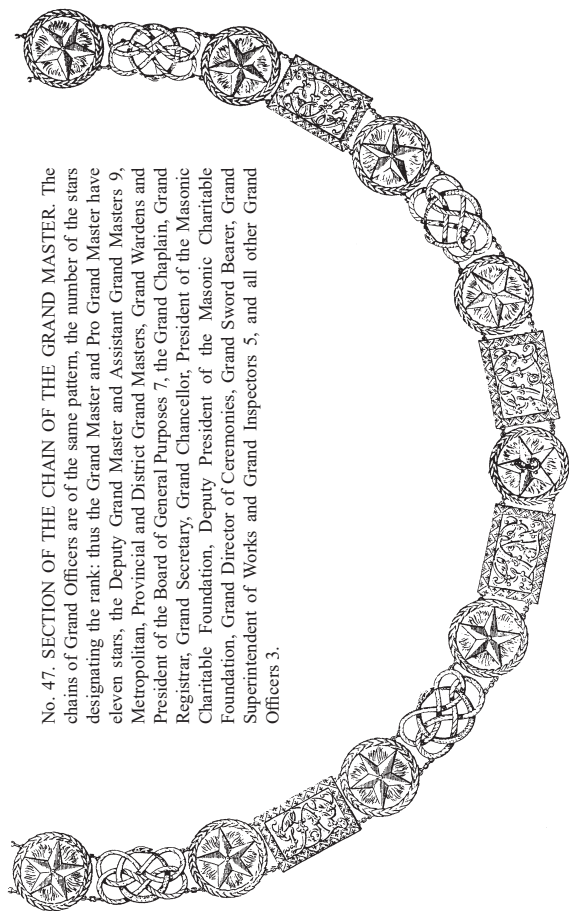 No. 47. SECTION OF THE CHAIN OF THE GRAND MASTER. The
chains of Grand Officers are of the same pattern, the number of the stars
designating the rank: thus the Grand Master and Pro Grand Master have
eleven stars, the Deputy Grand Master and Assistant Grand Masters 9,
Metropolitan, Provincial and District Grand Masters, Grand Wardens and
President of the Board of General Purposes 7, the Grand Chaplain, Grand
Registrar, Grand Secretary, Grand Chancellor, President of the Masonic
Charitable Foundation, Deputy President of the Masonic Charitable
Foundation, Grand Director of Ceremonies, Grand Sword Bearer, Grand
Superintendent of Works and Grand Inspectors 5, and all other Grand
Officers 3.